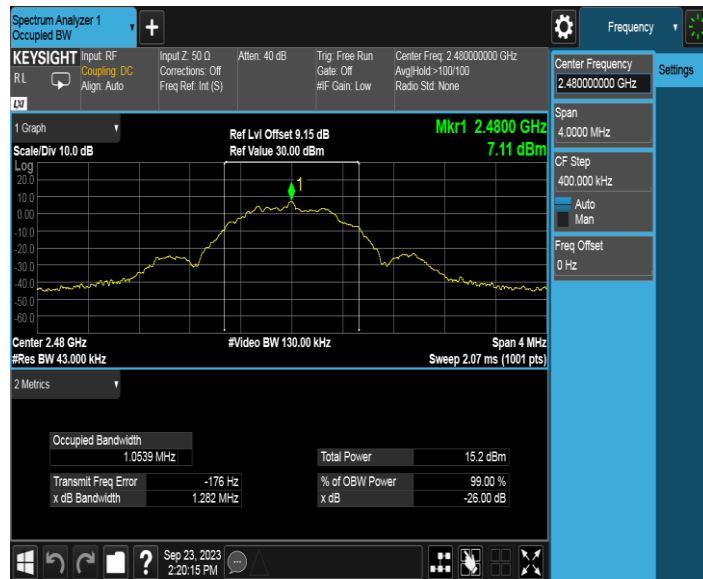 Spectrum Analyzer 1
Occupied BW
Frequency
KEYSIGHT
RL
LXI
Input: RF
Coupling: DC
Align: Auto
Input Z: 50 Ω
Corrections: Off
Freq Ref: Int (S)
Atten: 40 dB
Trig: Free Run
Gate: Off
#IF Gain: Low
Center Freq: 2.480000000 GHz
Avg|Hold:>100/100
Radio Std: None
Center Frequency
2.480000000 GHz
Settings
Span
4.0000 MHz
CF Step
400.000 kHz
Auto
Man
Freq Offset
0 Hz
1 Graph
Scale/Div 10.0 dB
Ref Lvl Offset 9.15 dB
Ref Value 30.00 dBm
Mkr1 2.4800 GHz
7.11 dBm
Log
20.0
10.0
0.00
-10.0
-20.0
-30.0
-40.0
-50.0
-60.0
1
Center 2.48 GHz
#Video BW 130.00 kHz
Span 4 MHz
#Res BW 43.000 kHz
Sweep 2.07 ms (1001 pts)
2 Metrics
Occupied Bandwidth
1.0539 MHz
Total Power 15.2 dBm
Transmit Freq Error -176 Hz
% of OBW Power 99.00 %
x dB Bandwidth 1.282 MHz
x dB -26.00 dB
?
Sep 23, 2023
2:20:15 PM